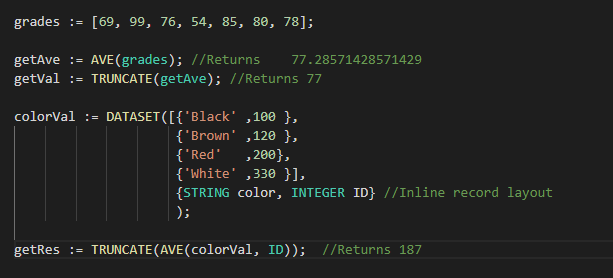 grades := [69, 99, 76, 54, 85, 80, 78];
getAve := AVE(grades); //Returns    77.28571428571429
getVal := TRUNCATE(getAve); //Returns 77
colorVal := DATASET([{'Black' ,100 },
{'Brown' ,120 },
{'Red'   ,200},
{'White' ,330 }],
{STRING color, INTEGER ID} //Inline record layout
);
getRes := TRUNCATE(AVE(colorVal, ID));  //Returns 187